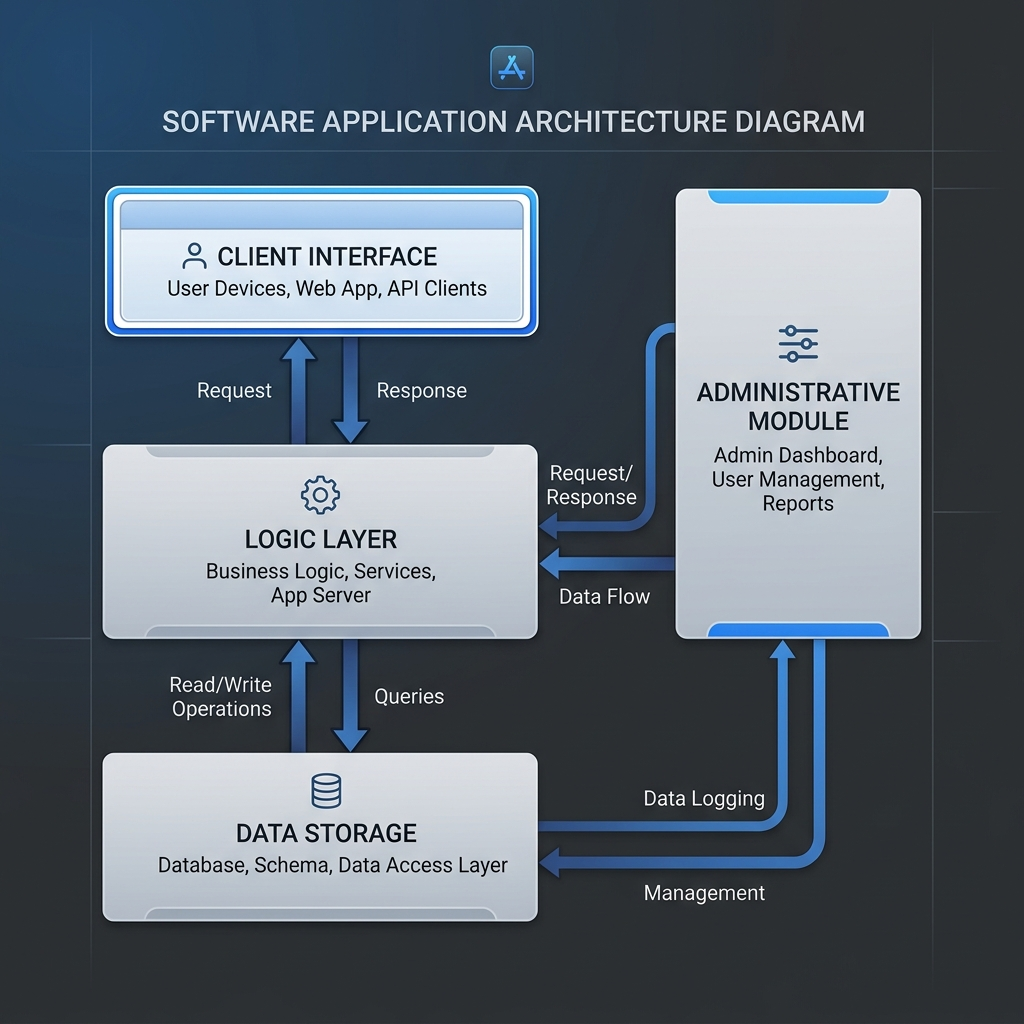 SOFTWARE APPLICATION ARCHITECTURE DIAGRAM
CLIENT INTERFACE
User Devices, Web App, API Clients
Request
Response
LOGIC LAYER
Business Logic, Services,
App Server
Request/
Response
Data Flow
ADMINISTRATIVE
MODULE
Admin Dashboard,
User Management,
Reports
Read/Write
Operations
Queries
DATA STORAGE
Database, Schema, Data Access Layer
Data Logging
Management